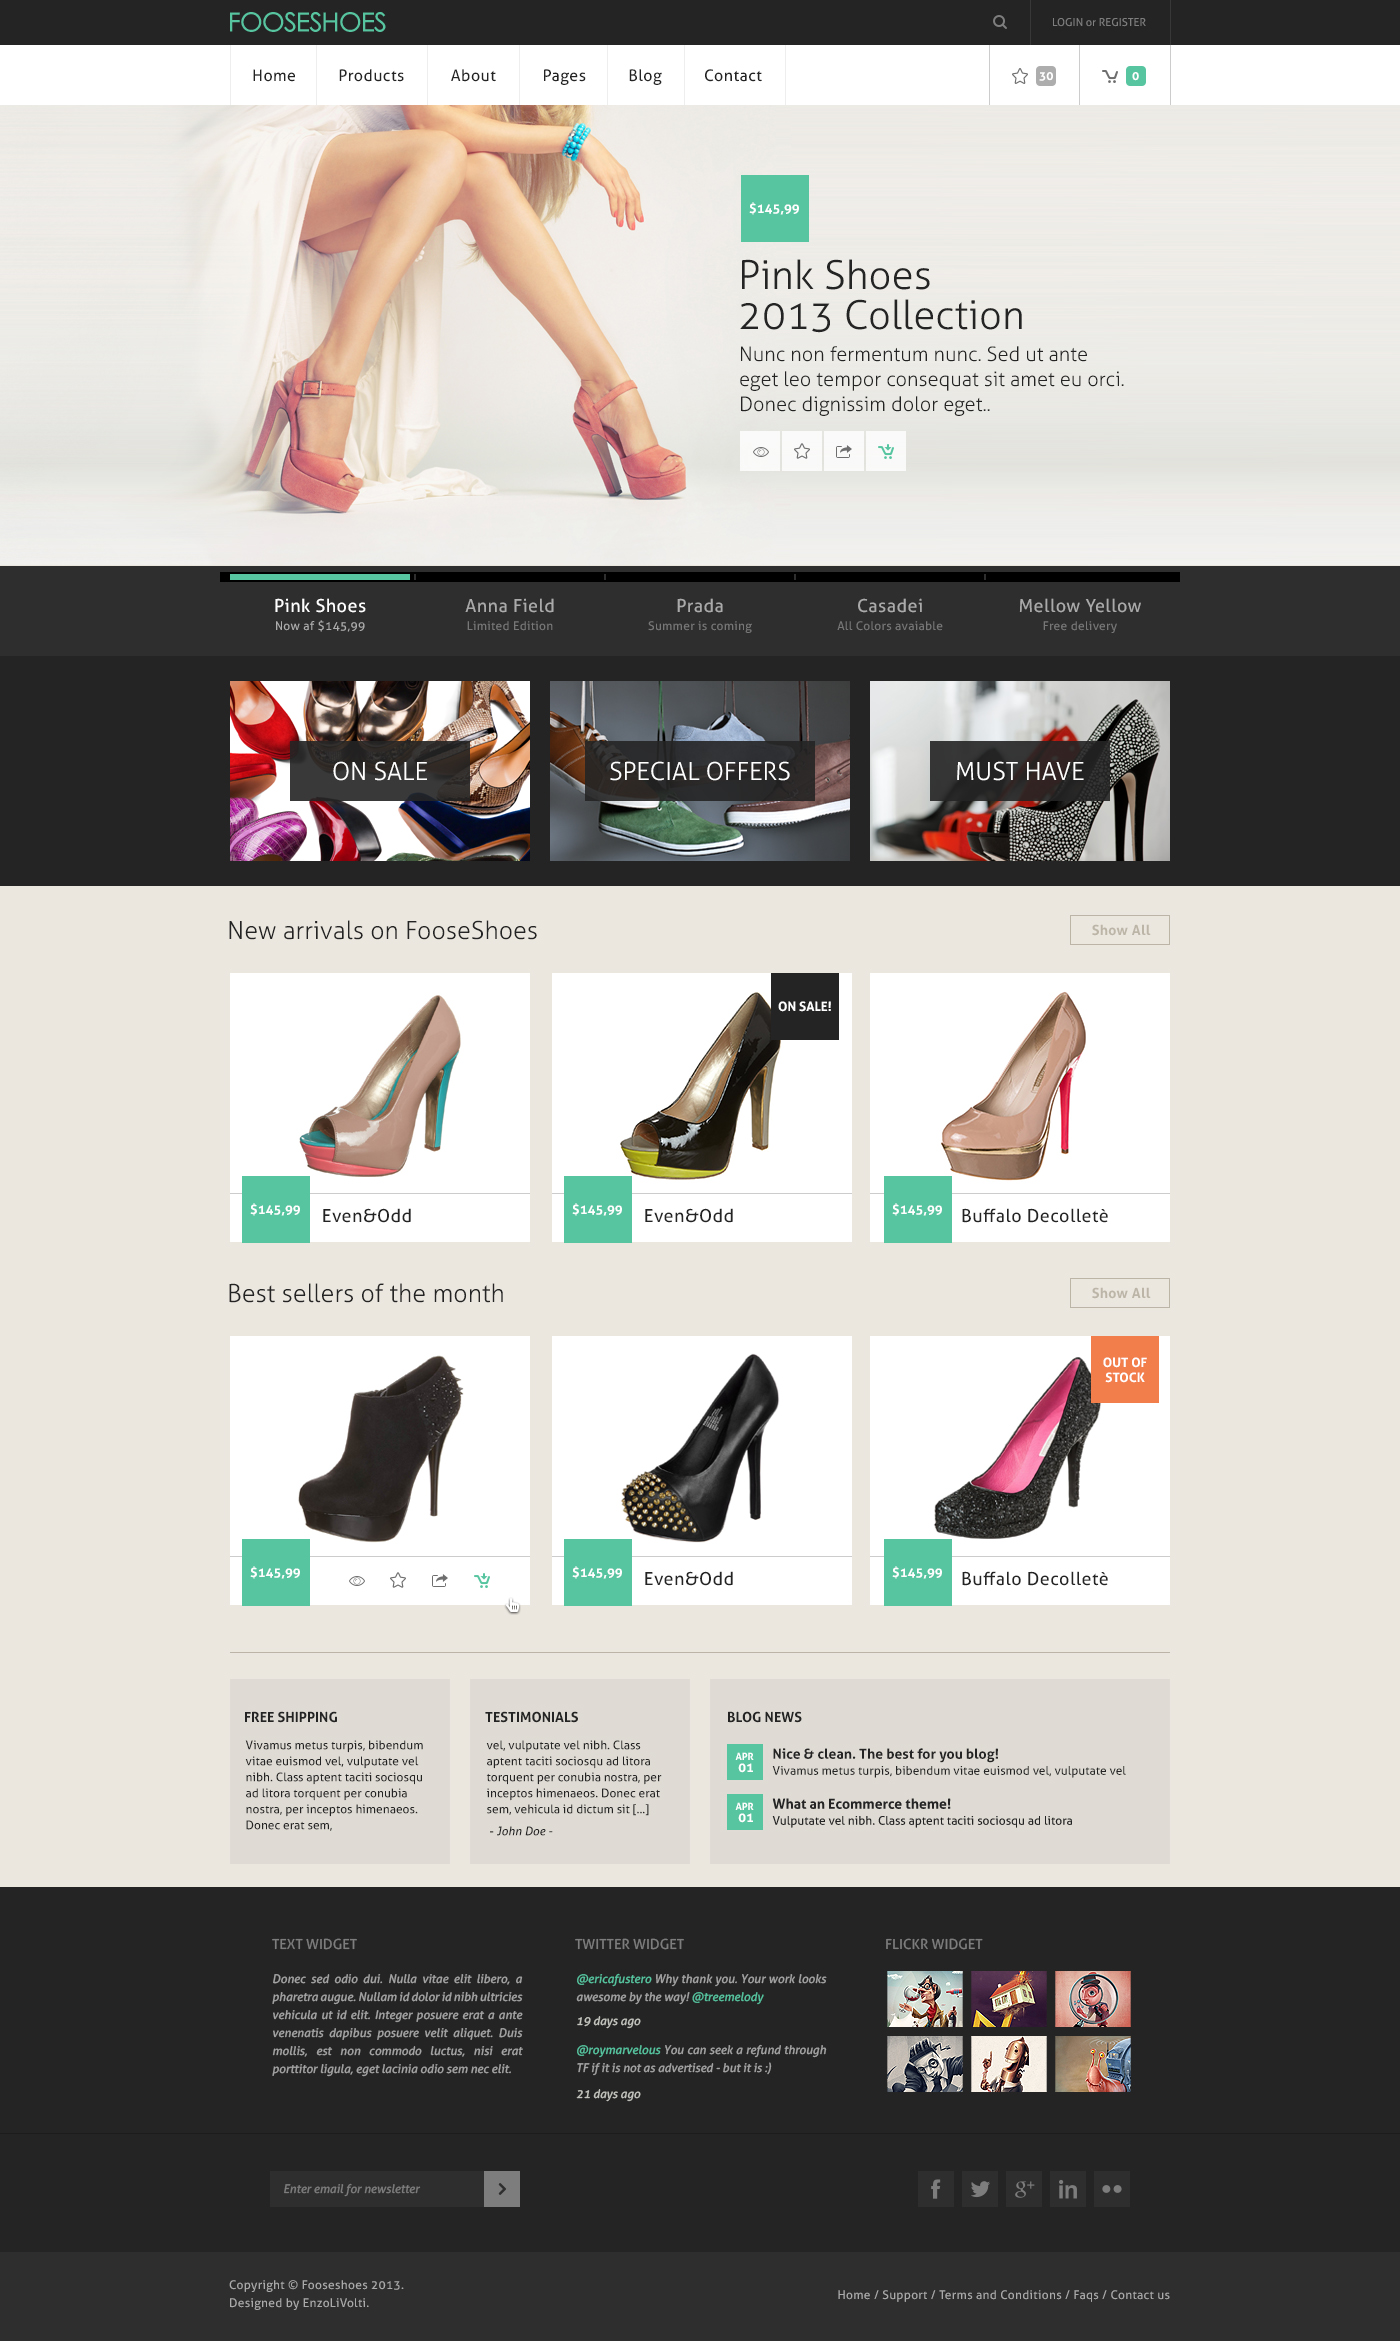 FOOSESHOES
LOGIN or REGISTER
Home
Products
About
Pages
Blog
Contact
30
0
$145,99
Pink Shoes
2013 Collection
Nunc non fermentum nunc. Sed ut ante
eget leo tempor consequat sit amet eu orci.
Donec dignissim dolor eget..
Pink Shoes
Now af $145,99
Anna Field
Limited Edition
Prada
Summer is coming
Casadei
All Colors avaiable
Mellow Yellow
Free delivery
ON SALE
SPECIAL OFFERS
MUST HAVE
New arrivals on FooseShoes
Show All
ON SALE!
$145,99
Even&Odd
$145,99
Even&Odd
$145,99
Buffalo Decolletè
Best sellers of the month
Show All
OUT OF
STOCK
$145,99
$145,99
Even&Odd
$145,99
Buffalo Decolletè
FREE SHIPPING
Vivamus metus turpis, bibendum
vitae euismod vel, vulputate vel
nibh. Class aptent taciti sociosqu
ad litora torquent per conubia
nostra, per inceptos himenaeos.
Donec erat sem,
TESTIMONIALS
vel, vulputate vel nibh. Class
aptent taciti sociosqu ad litora
torquent per conubia nostra, per
inceptos himenaeos. Donec erat
sem, vehicula id dictum sit [...]
- John Doe -
BLOG NEWS
APR
01
Nice & clean. The best for you blog!
Vivamus metus turpis, bibendum vitae euismod vel, vulputate vel
APR
01
What an Ecommerce theme!
Vulputate vel nibh. Class aptent taciti sociosqu ad litora
TEXT WIDGET
Donec sed odio dui. Nulla vitae elit libero, a
pharetra augue. Nullam id dolor id nibh ultricies
vehicula ut id elit. Integer posuere erat a ante
venenatis dapibus posuere velit aliquet. Duis
mollis, est non commodo luctus, nisi erat
porttitor ligula, eget lacinia odio sem nec elit.
TWITTER WIDGET
@ericafustero Why thank you. Your work looks
awesome by the way! @treemelody
19 days ago
@roymarvelous You can seek a refund through
TF if it is not as advertised - but it is :)
21 days ago
FLICKR WIDGET
Enter email for newsletter
f
g+
in
Copyright © Fooseshoes 2013.
Designed by EnzoLiVolti.
Home / Support / Terms and Conditions / Faqs / Contact us